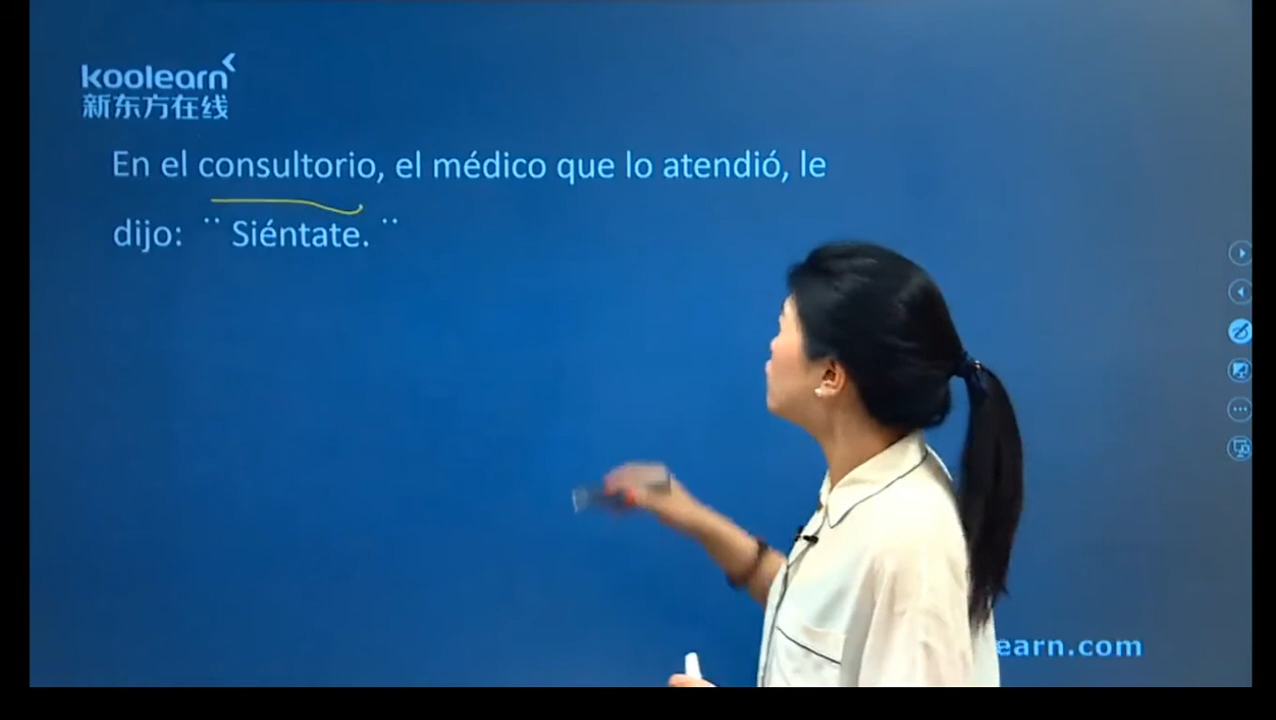 koolearn
新东方在线
En el consultorio, el médico que lo atendió, le
dijo: ¨ Siéntate. ¨
earn.com